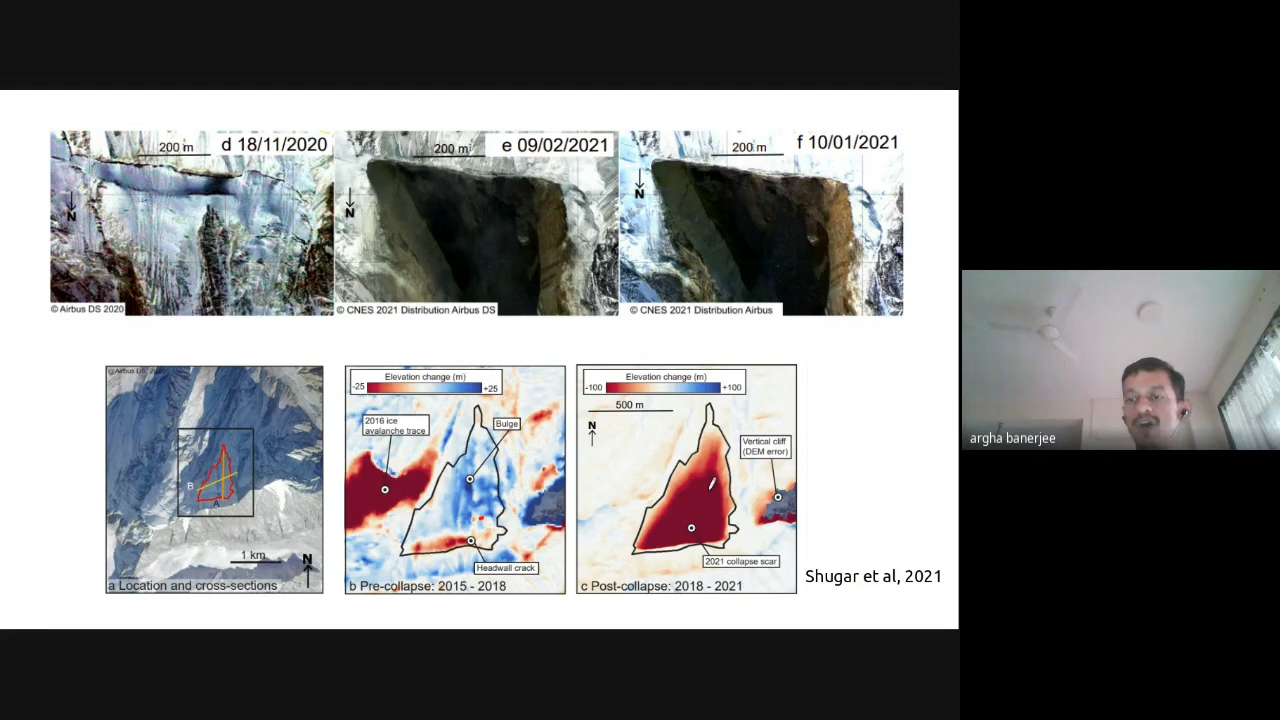 200 m
d 18/11/2020
N
© Airbus DS 2020
200 m
e 09/02/2021
N
© CNES 2021 Distribution Airbus DS
200 m
f 10/01/2021
N
© CNES 2021 Distribution Airbus
B
A
1 km
N
a Location and cross-sections
Elevation change (m)
-25
+25
2016 ice
avalanche trace
Bulge
Headwall crack
b Pre-collapse: 2015 - 2018
Elevation change (m)
-100
+100
500 m
N
Vertical cliff
(DEM error)
2021 collapse scar
c Post-collapse: 2018 - 2021
Shugar et al, 2021
argha banerjee